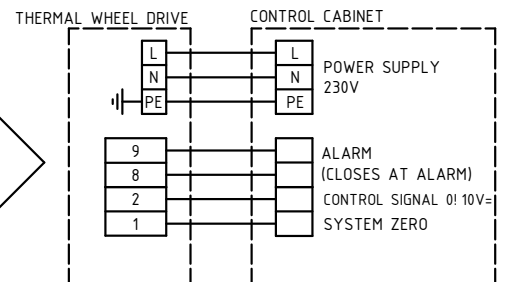 THERMAL WHEEL DRIVE CONTROL CABINET
L L
N N
PE PE
POWER SUPPLY
230V
9 ALARM
8 (CLOSES AT ALARM)
2 CONTROL SIGNAL 0! 10V=
1 SYSTEM ZERO